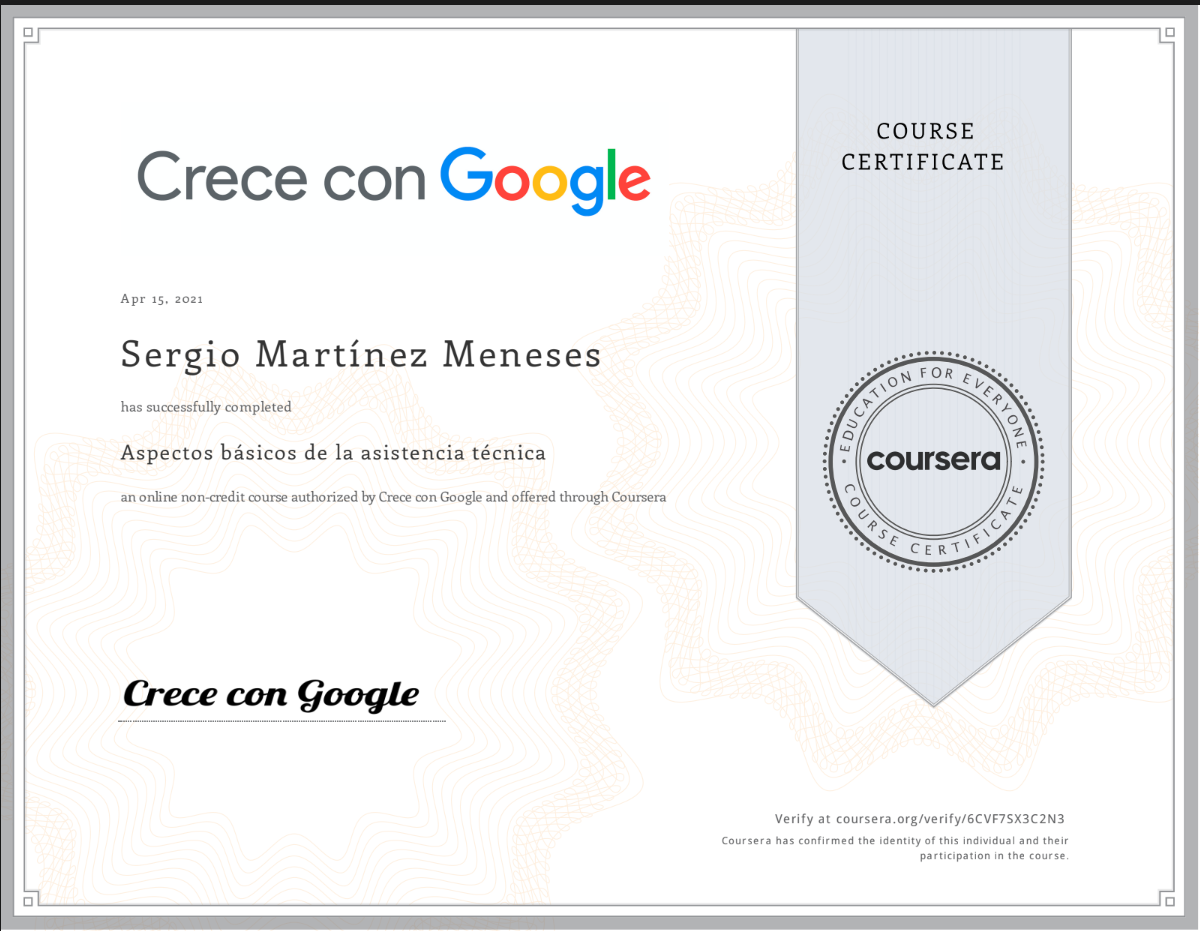 COURSE
CERTIFICATE
Crece con Google
Apr 15, 2021
Sergio Martínez Meneses
has successfully completed
Aspectos básicos de la asistencia técnica
an online non-credit course authorized by Crece con Google and offered through Coursera
EDUCATION FOR EVERYONE
coursera
COURSE CERTIFICATE
Crece con Google
Verify at coursera.org/verify/6CVF7SX3C2N3
Coursera has confirmed the identity of this individual and their
participation in the course.